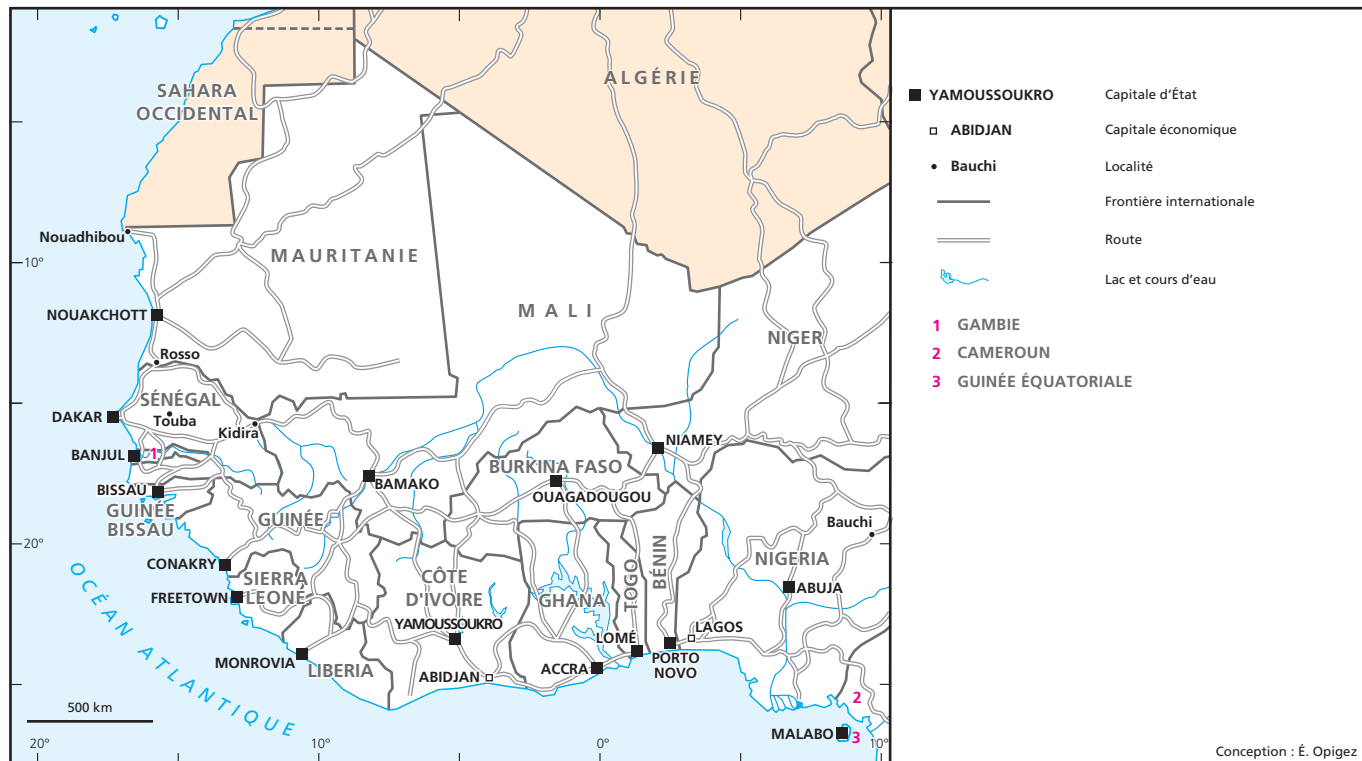 SAHARA
OCCIDENTAL
ALGÉRIE
Nouadhibou
MAURITANIE
10°
MALI
NOUAKCHOTT
NIGER
Rosso
SÉNÉGAL
DAKAR
Touba
Kidira
NIAMEY
BANJUL
1
BURKINA FASO
BAMAKO
BISSAU
OUAGADOUGOU
GUINÉE
BISSAU
GUINÉE
Bauchi
20°
CONAKRY
NIGERIA
SIERRA
LEONE
CÔTE
D'IVOIRE
FREETOWN
GHANA
TOGO
BÉNIN
ABUJA
YAMOUSSOUKRO
LAGOS
LOMÉ
MONROVIA
LIBERIA
ABIDJAN
ACCRA
PORTO
NOVO
OCÉAN ATLANTIQUE
2
500 km
MALABO
3
20°
10°
0°
10°
YAMOUSSOUKRO Capitale d’État
ABIDJAN Capitale économique
Bauchi Localité
Frontière internationale
Route
Lac et cours d’eau
1 GAMBIE
2 CAMEROUN
3 GUINÉE ÉQUATORIALE
Conception : É. Opigez